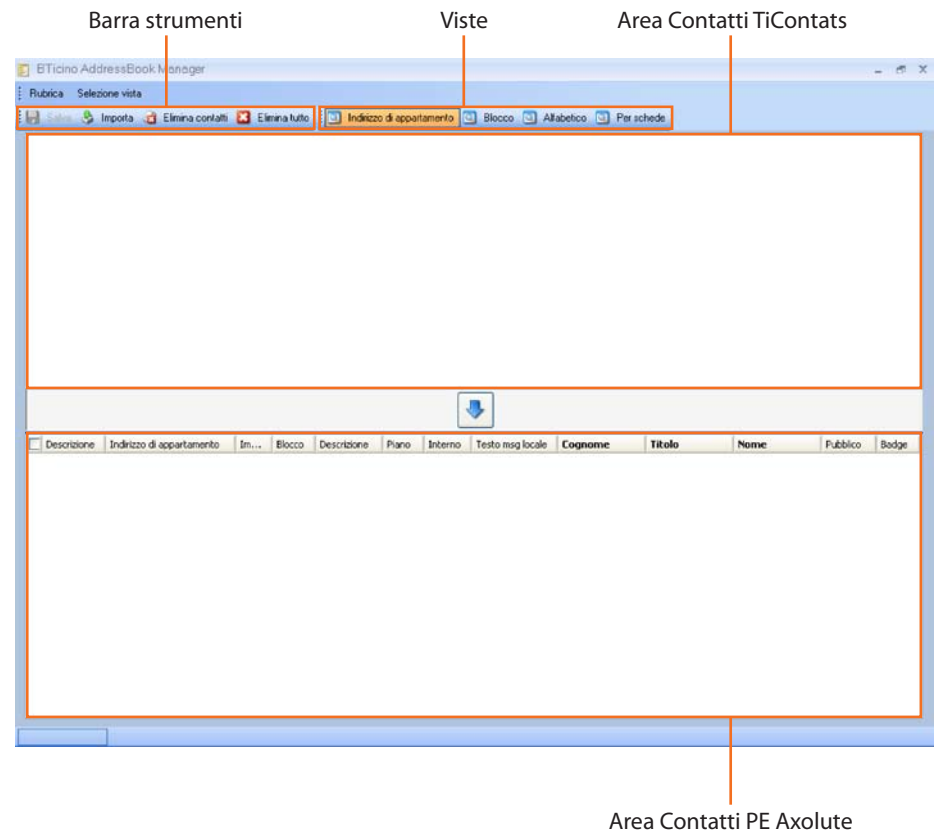 Barra strumenti Viste Area Contatti TiContats
BTicino AddressBook Manager
Rubrica Selezione vista
Salva Importa Elimina contatti Elimina tutto Indirizzo di appartamento Blocco Alfabetico Per schede
Descrizione Indirizzo di appartamento Im... Blocco Descrizione Piano Interno Testo msg locale Cognome Titolo Nome Pubblico Badge
Area Contatti PE Axolute